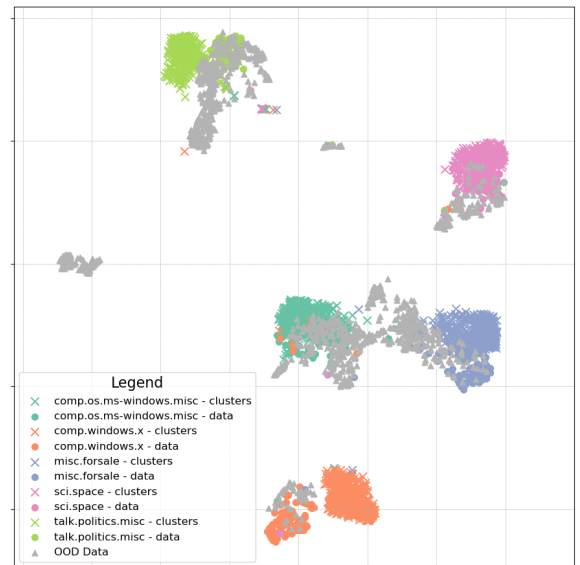 Legend
comp.os.ms-windows.misc - clusters
comp.os.ms-windows.misc - data
comp.windows.x - clusters
comp.windows.x - data
misc.forsale - clusters
misc.forsale - data
sci.space - clusters
sci.space - data
talk.politics.misc - clusters
talk.politics.misc - data
OOD Data